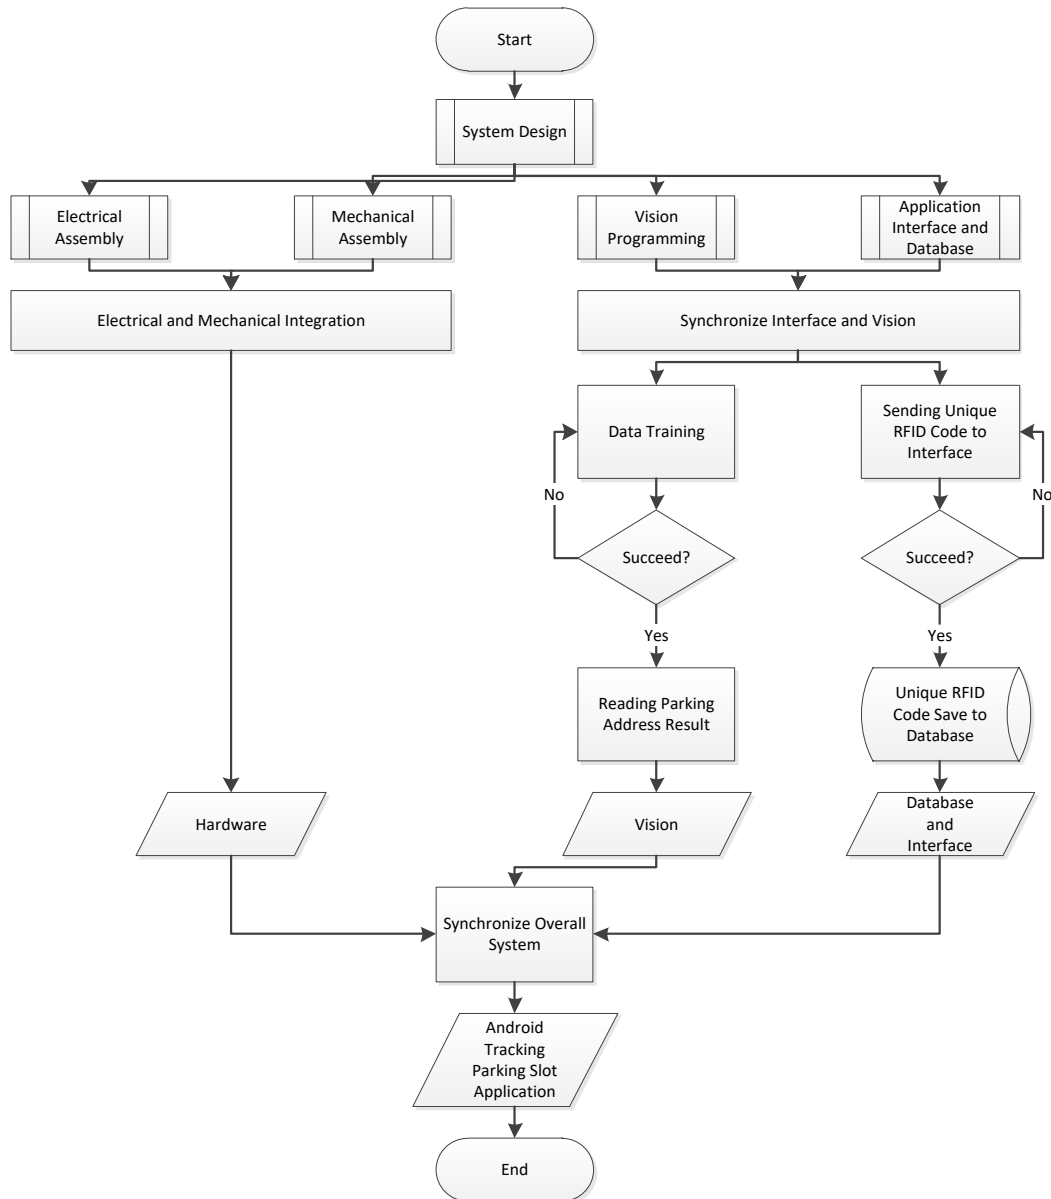 Start
System Design
Electrical
Assembly
Mechanical
Assembly
Vision
Programming
Application
Interface and
Database
Electrical and Mechanical Integration
Synchronize Interface and Vision
Data Training
Sending Unique
RFID Code to
Interface
No
No
Succeed?
Succeed?
Yes
Yes
Reading Parking
Address Result
Unique RFID
Code Save to
Database
Hardware
Vision
Database
and
Interface
Synchronize Overall
System
Android
Tracking
Parking Slot
Application
End